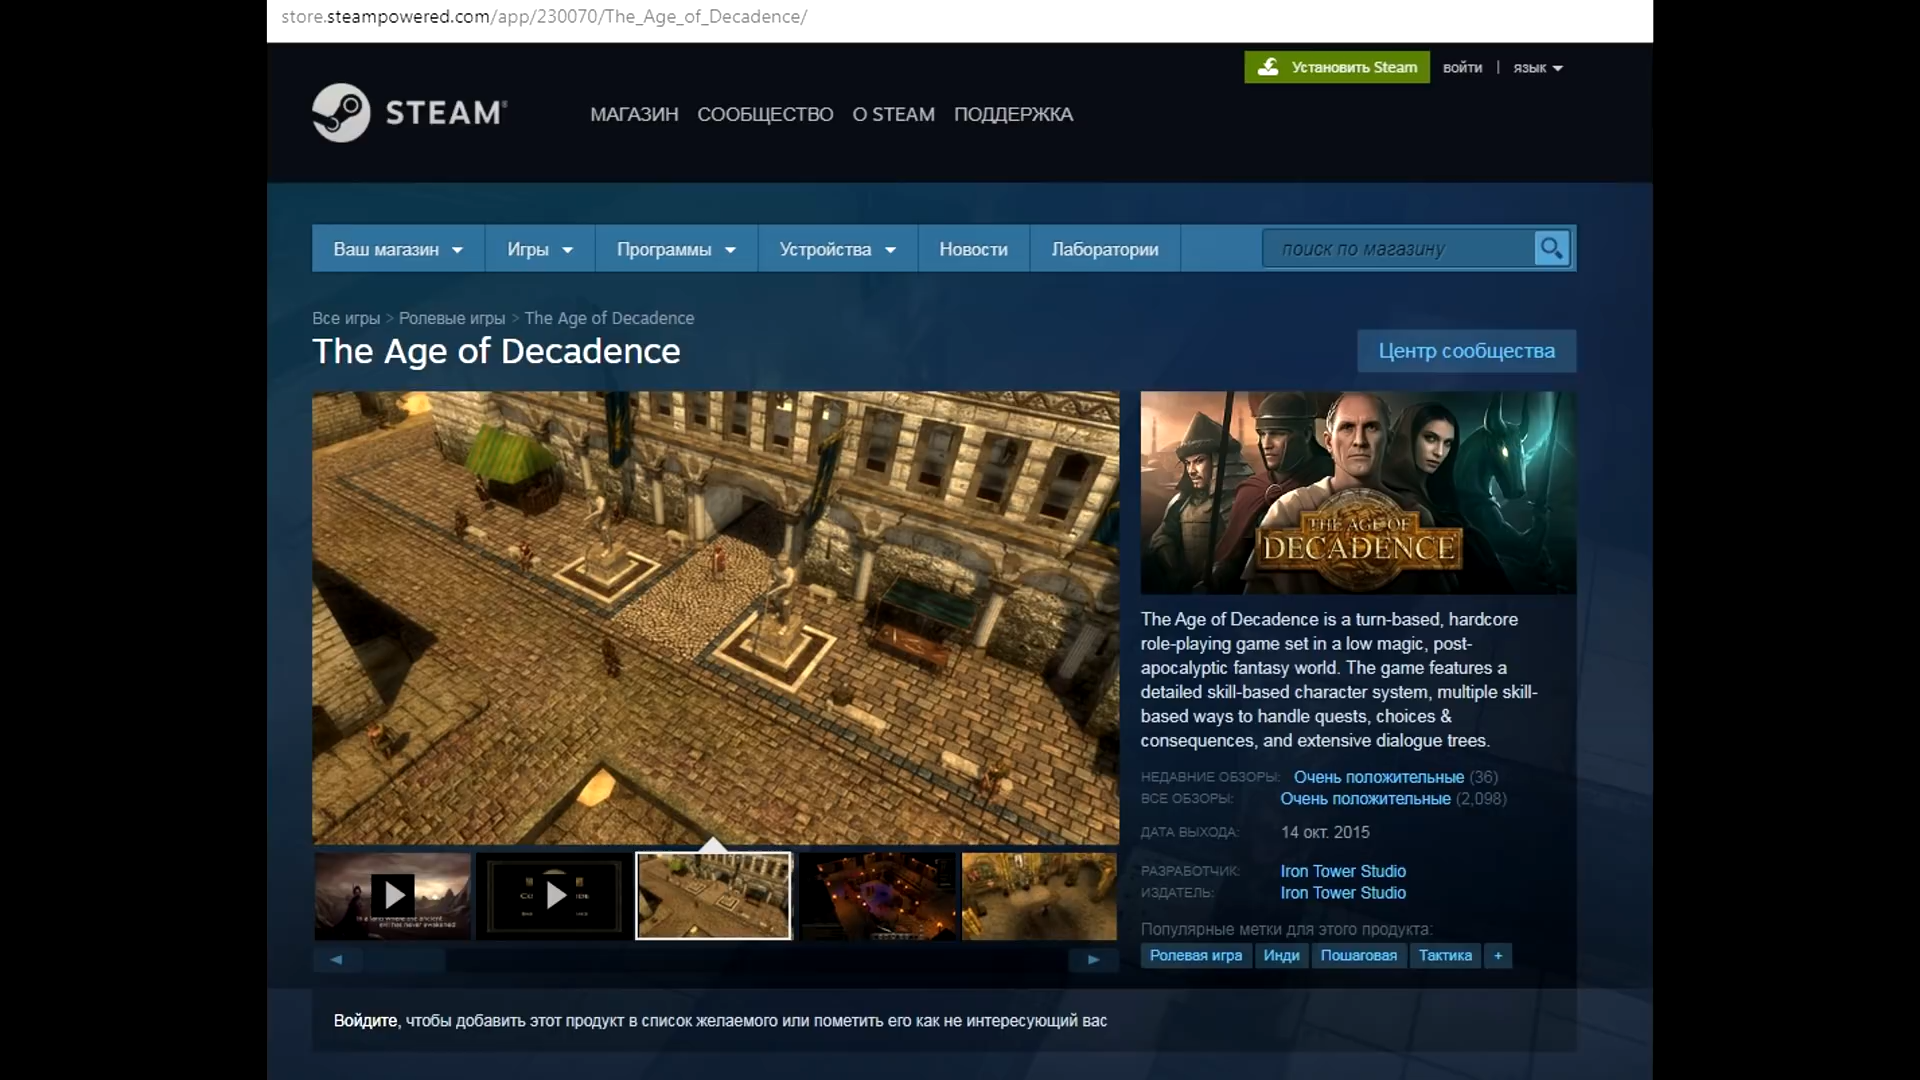 store.steampowered.com/app/230070/The_Age_of_Decadence/
Установить Steam
войти | язык
STEAM
МАГАЗИН СООБЩЕСТВО О STEAM ПОДДЕРЖКА
Ваш магазин Игры Программы Устройства Новости Лаборатории
поиск по магазину
Все игры > Ролевые игры > The Age of Decadence
The Age of Decadence
Центр сообщества
THE AGE OF
DECADENCE
The Age of Decadence is a turn-based, hardcore
role-playing game set in a low magic, post-
apocalyptic fantasy world. The game features a
detailed skill-based character system, multiple skill-
based ways to handle quests, choices &
consequences, and extensive dialogue trees.
НЕДАВНИЕ ОБЗОРЫ: Очень положительные (36)
ВСЕ ОБЗОРЫ: Очень положительные (2,098)
ДАТА ВЫХОДА: 14 окт. 2015
РАЗРАБОТЧИК: Iron Tower Studio
ИЗДАТЕЛЬ: Iron Tower Studio
Популярные метки для этого продукта:
Ролевая игра Инди Пошаговая Тактика +
Войдите, чтобы добавить этот продукт в список желаемого или пометить его как не интересующий вас